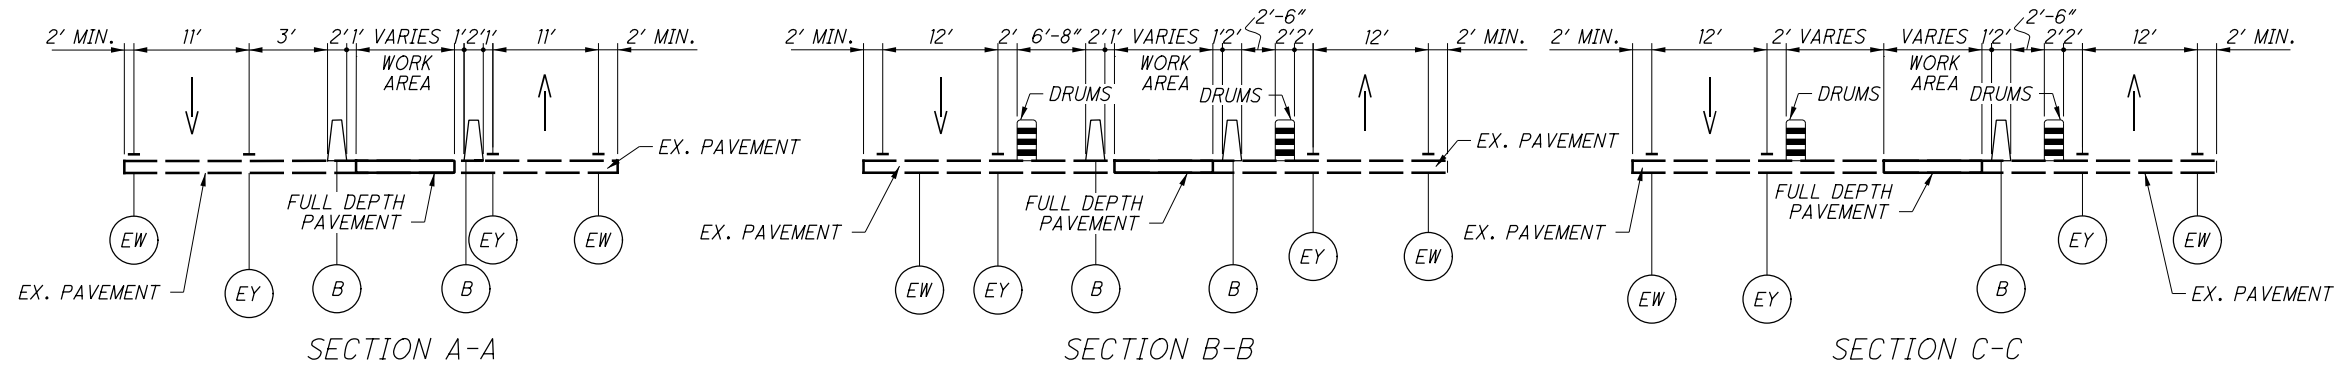 2' MIN. 11' 3' 2' 1' VARIES 1' 2' 1' 11' 2' MIN.
WORK
AREA
EX. PAVEMENT
FULL DEPTH
PAVEMENT
EW EY B B EY EW
EX. PAVEMENT
SECTION A-A
2' MIN. 12' 2' 6'-8" 2' 1' VARIES 1' 2' 2'-6" 2' 2' 12' 2' MIN.
WORK
AREA
DRUMS DRUMS
EX. PAVEMENT
FULL DEPTH
PAVEMENT
EX. PAVEMENT
EW EY B B EY EW
SECTION B-B
2' MIN. 12' 2' VARIES VARIES 1' 2' 2'-6" 2' 2' 12' 2' MIN.
WORK
AREA
DRUMS DRUMS
FULL DEPTH
PAVEMENT
EX. PAVEMENT
EW EY B EY EW
EX. PAVEMENT
SECTION C-C